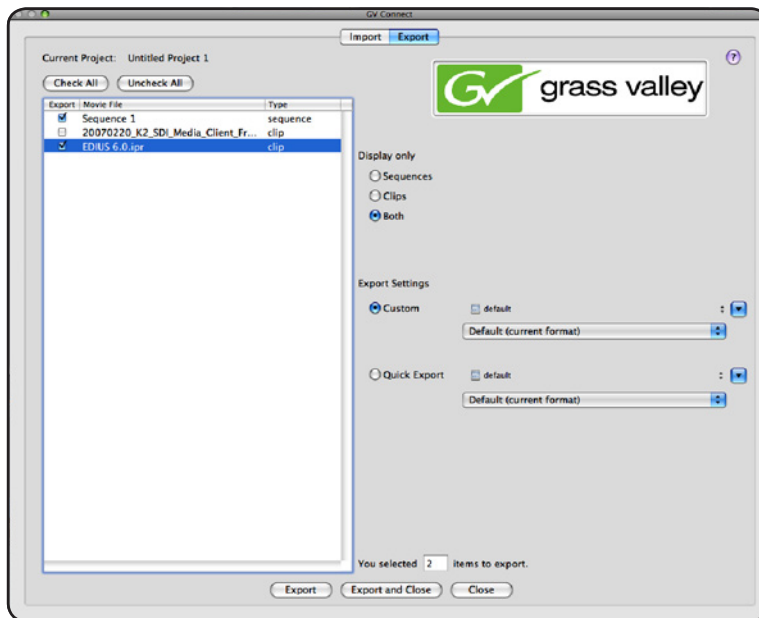 GV Connect
Import Export
Current Project: Untitled Project 1
?
Check All Uncheck All
GV grass valley
Export Movie File Type
Sequence 1 sequence
20070220_K2_SDI_Media_Client_Fr... clip
EDIUS 6.0.ipr clip
Display only
Sequences
Clips
Both
Export Settings
Custom default :
Default (current format)
Quick Export default :
Default (current format)
You selected 2 items to export.
Export Export and Close Close